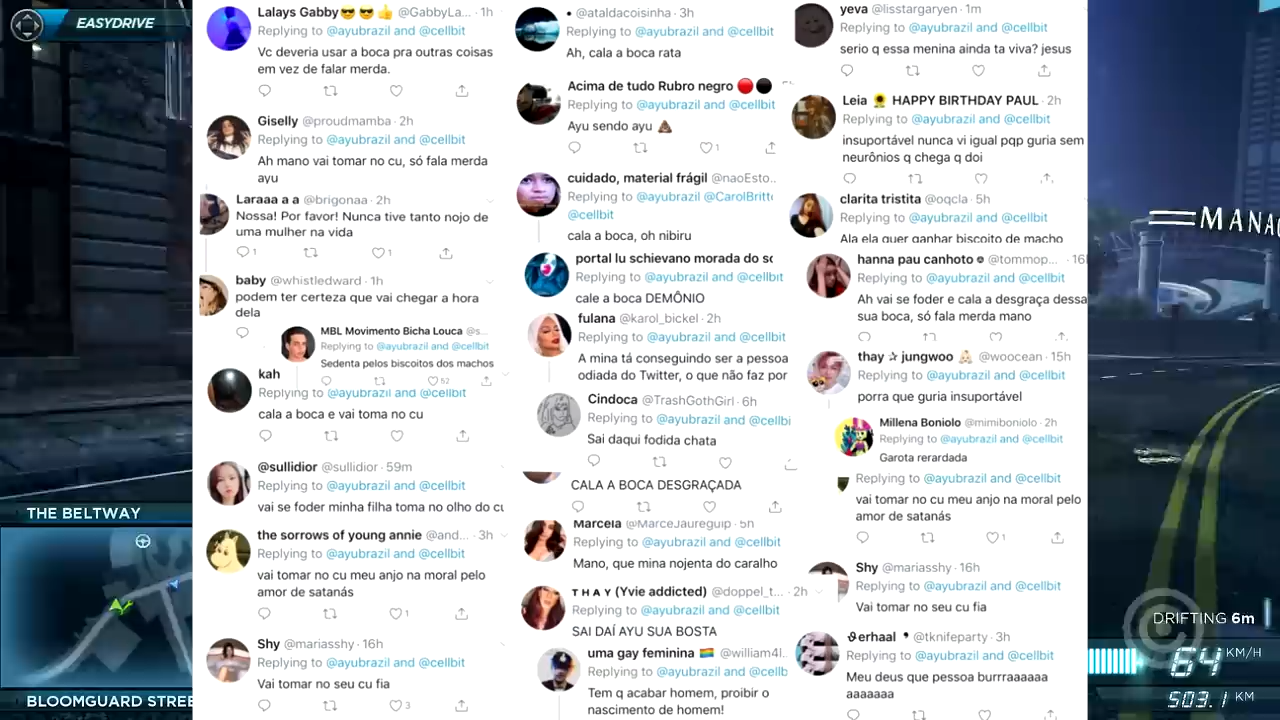 EASYDRIVE
Lalays Gabby😎😎👍 @GabbyLa... · 1h
Replying to @ayubrazil and @cellbit
Vc deveria usar a boca pra outras coisas
em vez de falar merda.
Giselly @proudmamba · 2h
Replying to @ayubrazil and @cellbit
Ah mano vai tomar no cu, só fala merda
ayu
Laraaa a a @brigonaa · 2h
Nossa! Por favor! Nunca tive tanto nojo de
uma mulher na vida
1
1
baby @whistledward · 1h
podem ter certeza que vai chegar a hora
dela
MBL Movimento Bicha Louca @s...
Replying to @ayubrazil and @cellbit
Sedenta pelos biscoitos dos machos
52
kah
Replying to @ayubrazil and @cellbit
cala a boca e vai toma no cu
@sullidior @sullidior · 59m
Replying to @ayubrazil and @cellbit
vai se foder minha filha toma no olho do cu
the sorrows of young annie @and... · 3h
Replying to @ayubrazil and @cellbit
vai tomar no cu meu anjo na moral pelo
amor de satanás
1
Shy @mariasshy · 16h
Replying to @ayubrazil and @cellbit
Vai tomar no seu cu fia
3
• @ataldacoisinha · 3h
Replying to @ayubrazil and @cellbit
Ah, cala a boca rata
Acima de tudo Rubro negro 🔴⚫
Replying to @ayubrazil and @cellbit
Ayu sendo ayu 💩
1
cuidado, material frágil @naoEsto..
Replying to @ayubrazil @CarolBritto
@cellbit
cala a boca, oh nibiru
portal lu schievano morada do so
Replying to @ayubrazil and @cellbit
cale a boca DEMÔNIO
fulana @karol_bickel · 2h
Replying to @ayubrazil and @cellbit
A mina tá conseguindo ser a pessoa
odiada do Twitter, o que não faz por
Cindoca @TrashGothGirl · 6h
Replying to @ayubrazil and @cellbi
Sai daqui fodida chata
CALA A BOCA DESGRAÇADA
Marcela @MarceJaureguip · 5h
Replying to @ayubrazil and @cellbit
Mano, que mina nojenta do caralho
ᴛ ʜ ᴀ ʏ (Yvie addicted) @doppel_t... · 2h
Replying to @ayubrazil and @cellbit
SAI DAÍ AYU SUA BOSTA
uma gay feminina 🏳️‍🌈 @william4l..
Replying to @ayubrazil and @cellb
Tem q acabar homem, proibir o
nascimento de homem!
yeva @lisstargaryen · 1m
Replying to @ayubrazil and @cellbit
serio q essa menina ainda ta viva? jesus
Leia 🌻 HAPPY BIRTHDAY PAUL · 2h
Replying to @ayubrazil and @cellbit
insuportável nunca vi igual pqp guria sem
neurônios q chega q doi
clarita tristita @oqcla · 5h
Replying to @ayubrazil and @cellbit
Ala ela quer ganhar biscoito de macho
hanna pau canhoto @tommop... · 16h
Replying to @ayubrazil and @cellbit
Ah vai se foder e cala a desgraça dessa
sua boca, só fala merda mano
thay ✰ jungwoo 👶🏻 @woocean · 15h
Replying to @ayubrazil and @cellbit
porra que guria insuportável
Millena Boniolo @mimiboniolo · 2h
Replying to @ayubrazil and @cellbit
Garota rerardada
Replying to @ayubrazil and @cellbit
vai tomar no cu meu anjo na moral pelo
amor de satanás
1
Shy @mariasshy · 16h
Replying to @ayubrazil and @cellbit
Vai tomar no seu cu fia
ϑerhaal ❜ @tknifeparty · 3h
Replying to @ayubrazil and @cellbit
Meu deus que pessoa burrraaaaaa
aaaaaaa
THE BELTWAY
BLOOMGUARD STREE
MANA
DRIFTING 6m
64 KM/H
503.1 KM